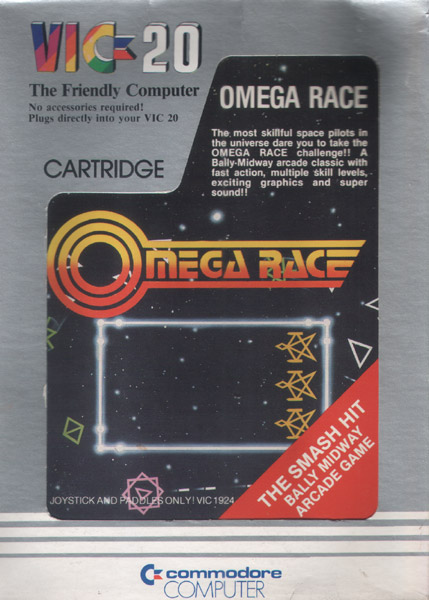 VIC-20
The Friendly Computer
No accessories required!
Plugs directly into your VIC 20
CARTRIDGE
OMEGA RACE
The most skillful space pilots in
the universe dare you to take the
OMEGA RACE challenge!! A
Bally-Midway arcade classic with
fast action, multiple skill levels,
exciting graphics and super
sound!!
OMEGA RACE
THE SMASH HIT
BALLY MIDWAY
ARCADE GAME
JOYSTICK AND PADDLES ONLY! VIC 1924
commodore
COMPUTER